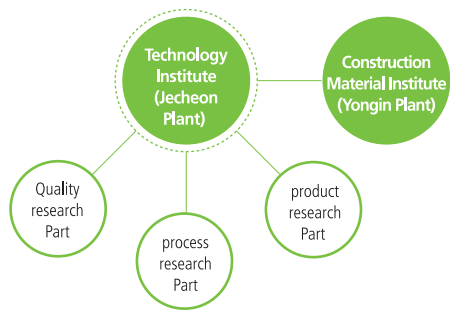 Technology
Institute
(Jecheon
Plant)
Construction
Material Institute
(Yongin Plant)
Quality
research
Part
process
research
Part
product
research
Part